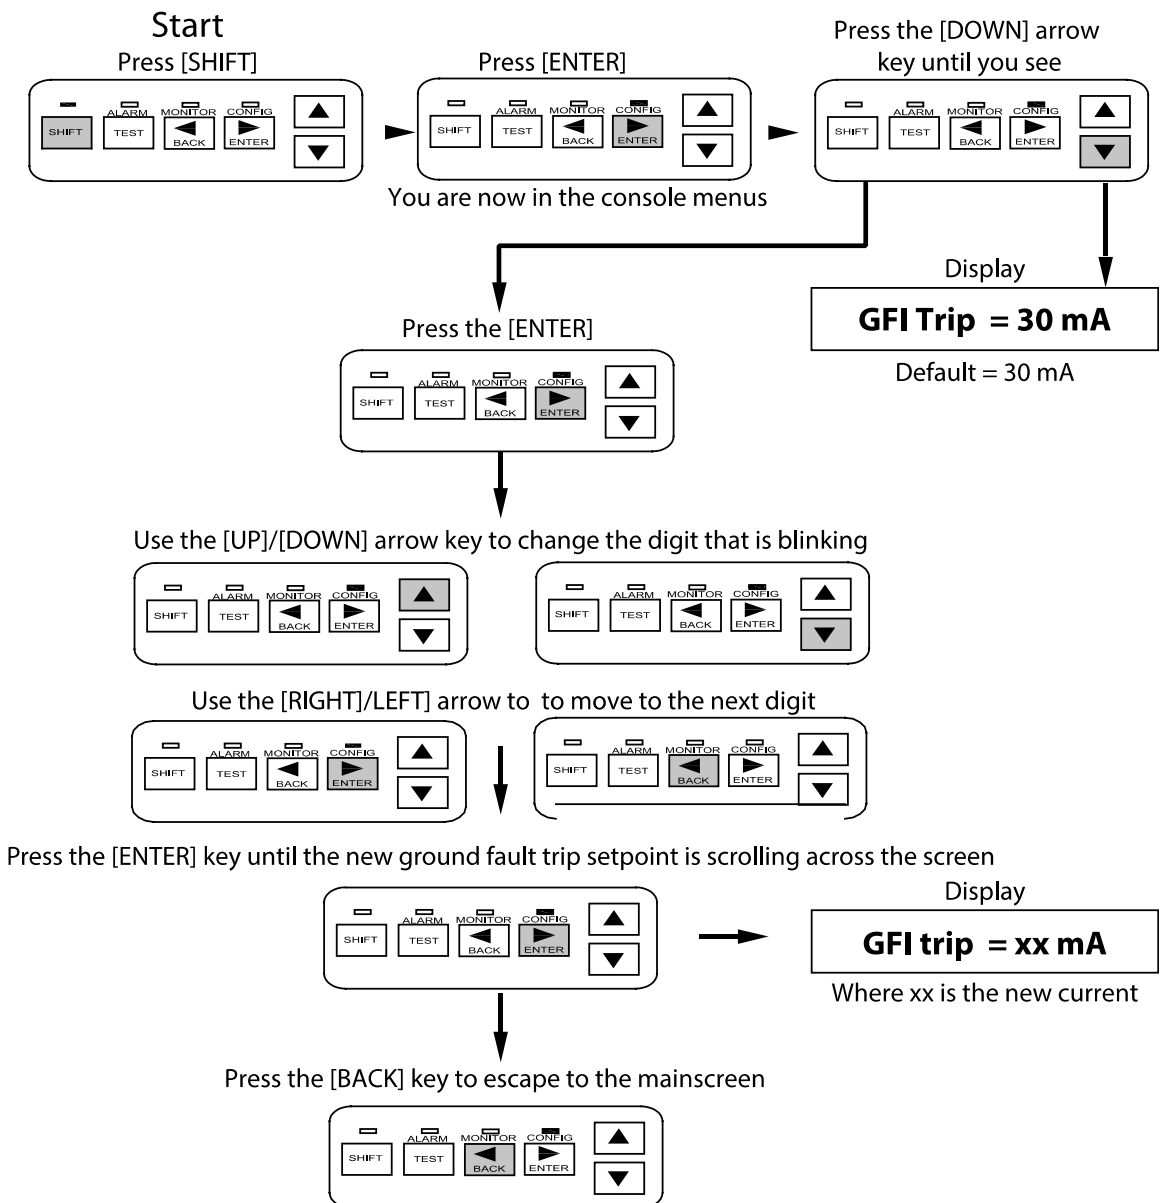 Start
Press [SHIFT]
SHIFT
ALARM
TEST
MONITOR
BACK
CONFIG
ENTER
Press [ENTER]
SHIFT
ALARM
TEST
MONITOR
BACK
CONFIG
ENTER
You are now in the console menus
Press the [DOWN] arrow
key until you see
SHIFT
ALARM
TEST
MONITOR
BACK
CONFIG
ENTER
Display
GFI Trip = 30 mA
Default = 30 mA
Press the [ENTER]
SHIFT
ALARM
TEST
MONITOR
BACK
CONFIG
ENTER
Use the [UP]/[DOWN] arrow key to change the digit that is blinking
SHIFT
ALARM
TEST
MONITOR
BACK
CONFIG
ENTER
SHIFT
ALARM
TEST
MONITOR
BACK
CONFIG
ENTER
Use the [RIGHT]/LEFT] arrow to to move to the next digit
SHIFT
ALARM
TEST
MONITOR
BACK
CONFIG
ENTER
SHIFT
ALARM
TEST
MONITOR
BACK
CONFIG
ENTER
Press the [ENTER] key until the new ground fault trip setpoint is scrolling across the screen
SHIFT
ALARM
TEST
MONITOR
BACK
CONFIG
ENTER
Display
GFI trip = xx mA
Where xx is the new current
Press the [BACK] key to escape to the mainscreen
SHIFT
ALARM
TEST
MONITOR
BACK
CONFIG
ENTER